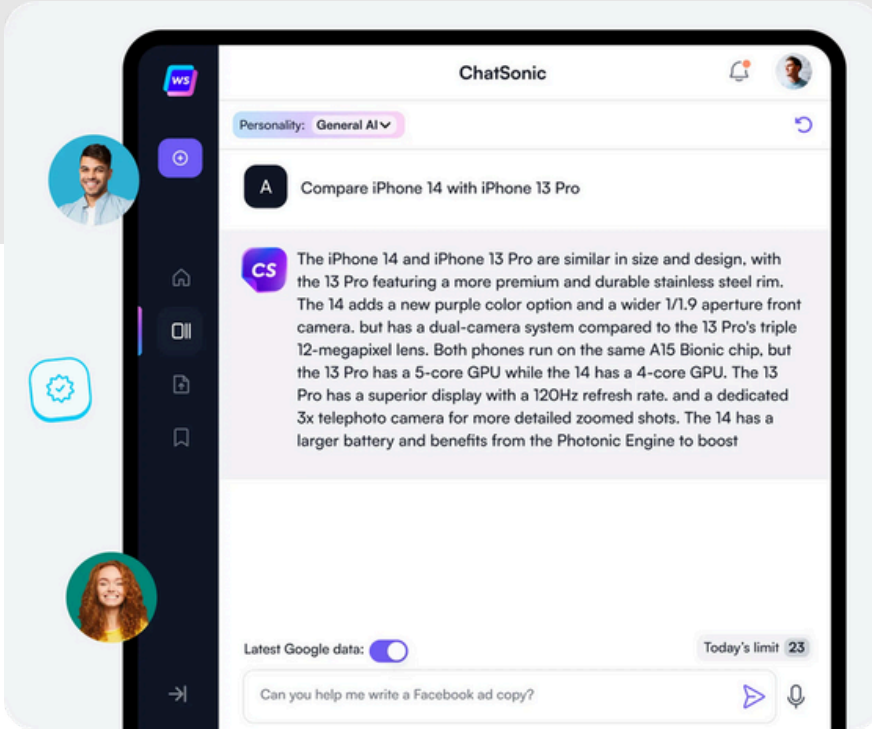 ws
ChatSonic
Personality: General AI
A
Compare iPhone 14 with iPhone 13 Pro
CS
The iPhone 14 and iPhone 13 Pro are similar in size and design, with
the 13 Pro featuring a more premium and durable stainless steel rim.
The 14 adds a new purple color option and a wider 1/1.9 aperture front
camera. but has a dual-camera system compared to the 13 Pro's triple
12-megapixel lens. Both phones run on the same A15 Bionic chip, but
the 13 Pro has a 5-core GPU while the 14 has a 4-core GPU. The 13
Pro has a superior display with a 120Hz refresh rate. and a dedicated
3x telephoto camera for more detailed zoomed shots. The 14 has a
larger battery and benefits from the Photonic Engine to boost
Latest Google data:
Today's limit 23
Can you help me write a Facebook ad copy?